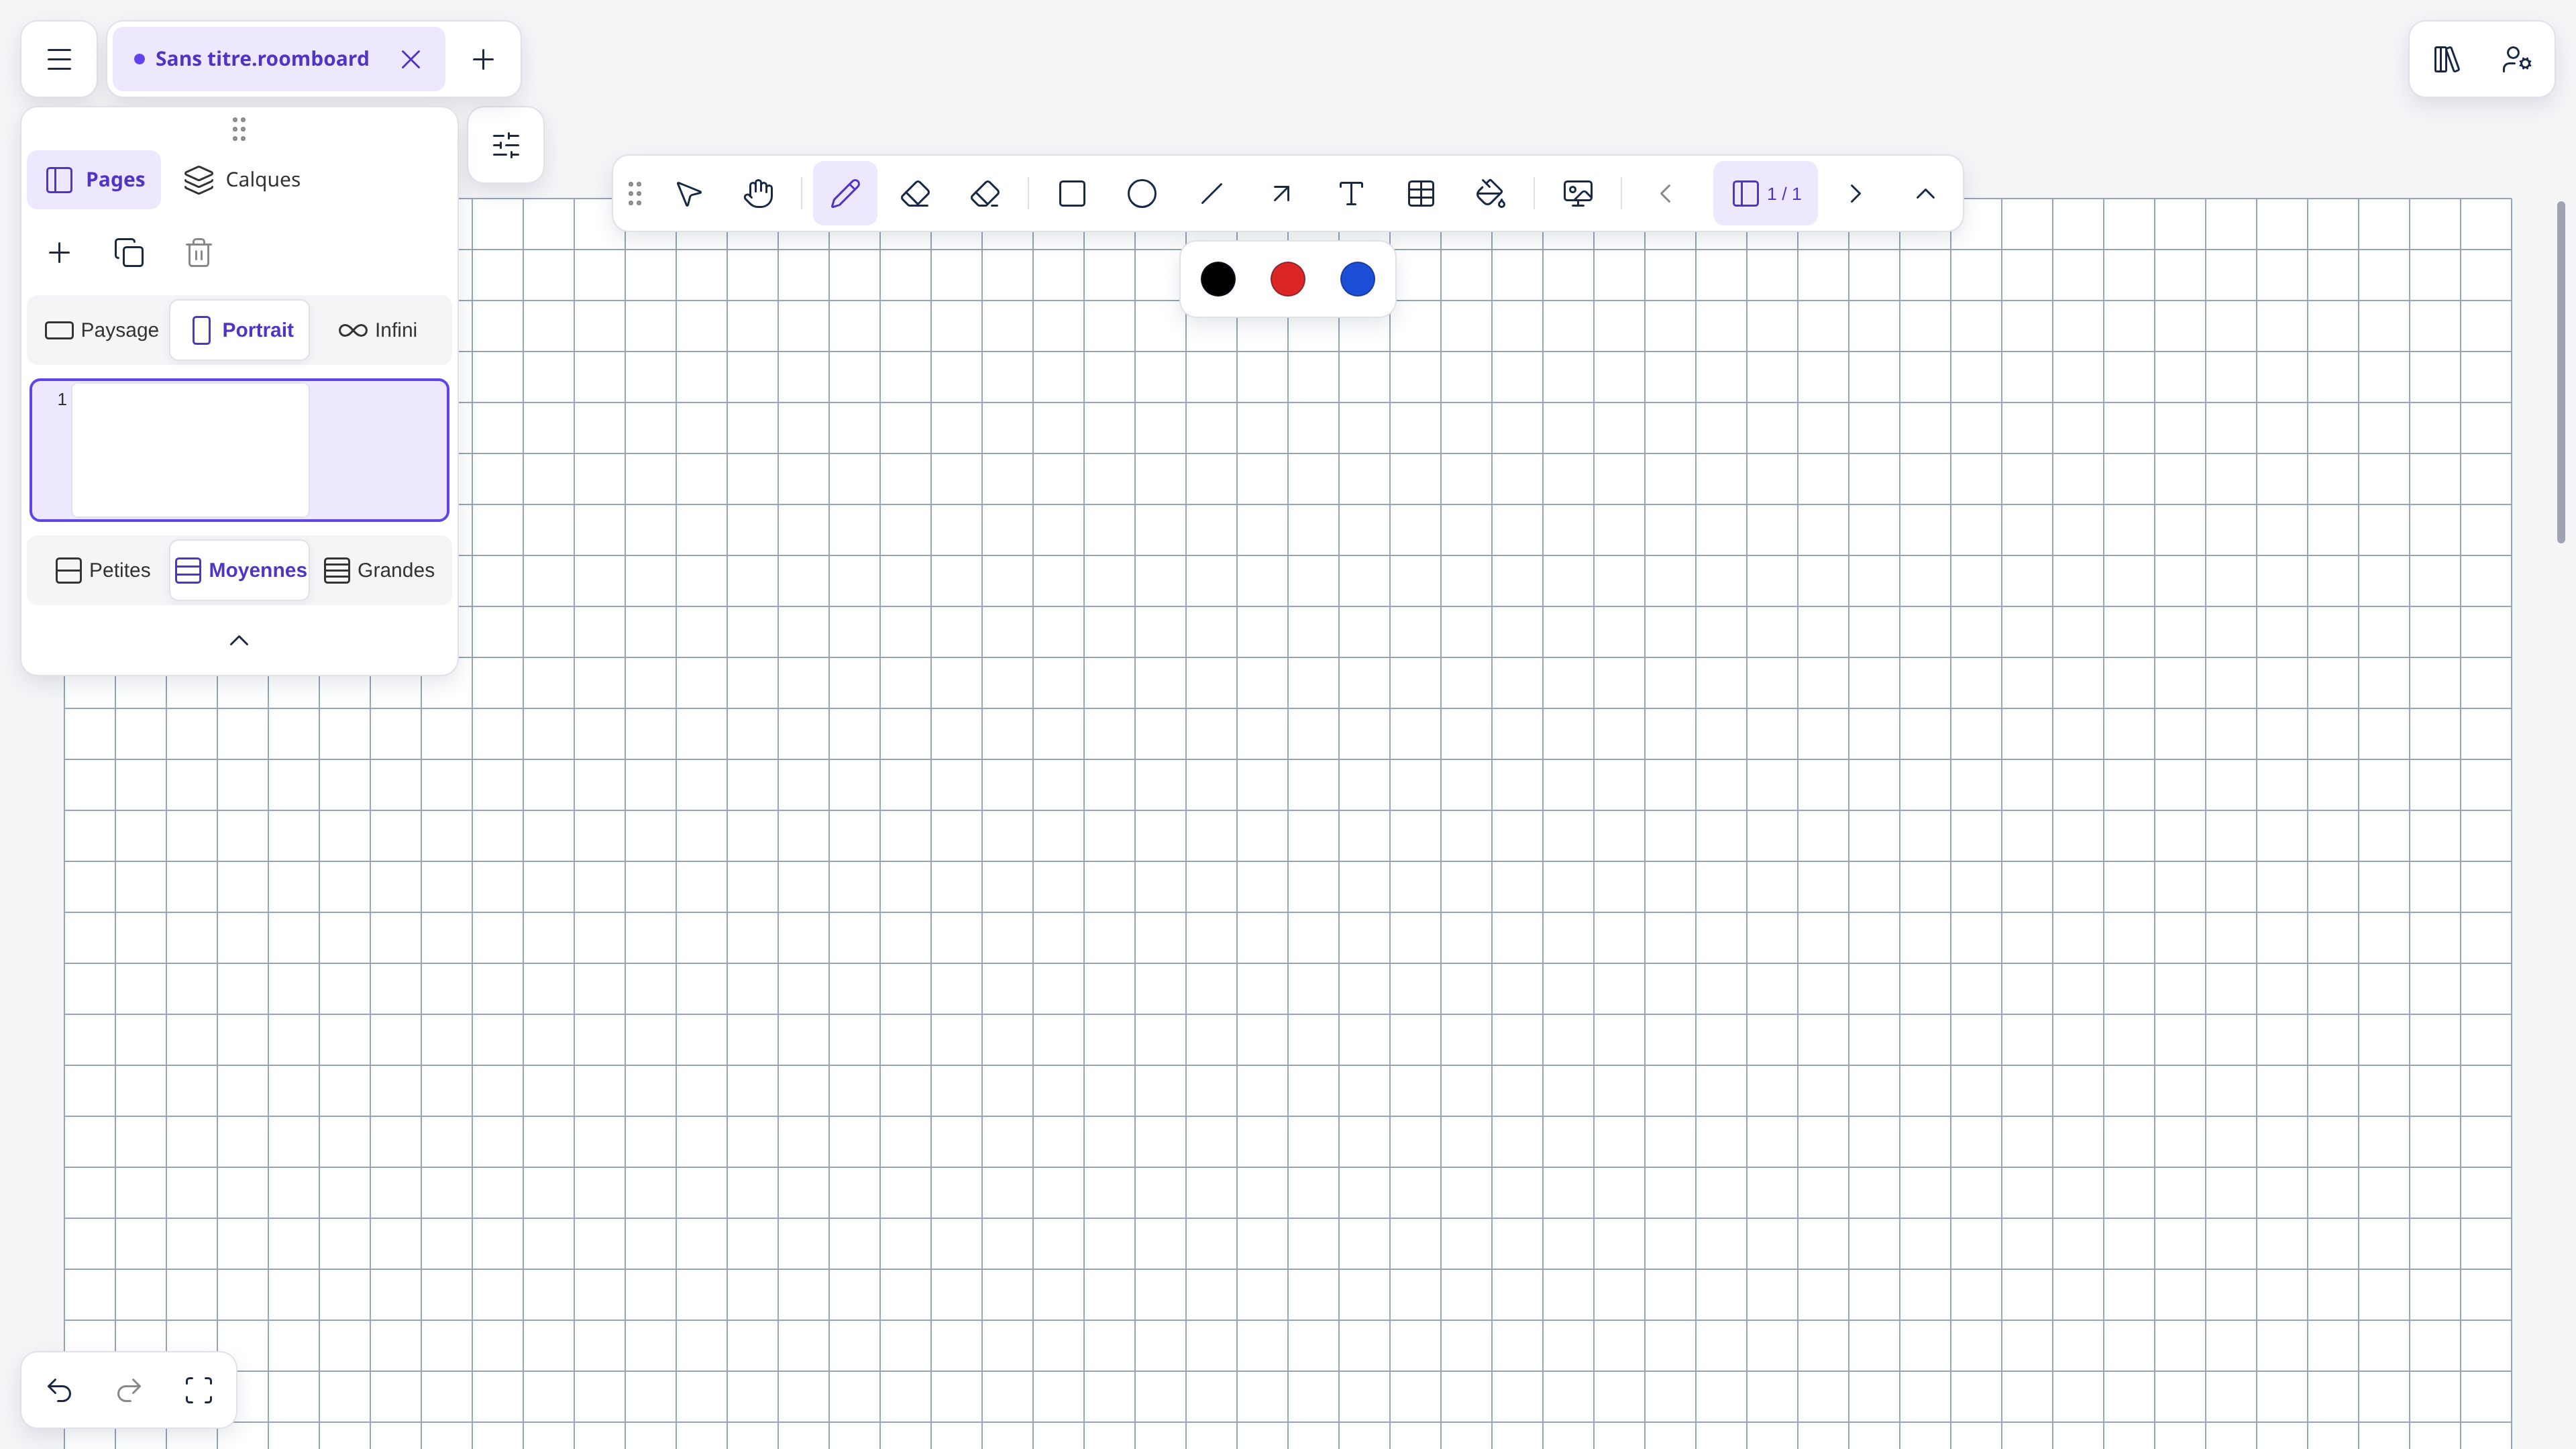 Sans titre.roomboard
Pages Calques
1 / 1
Paysage Portrait Infini
1
Petites Moyennes Grandes